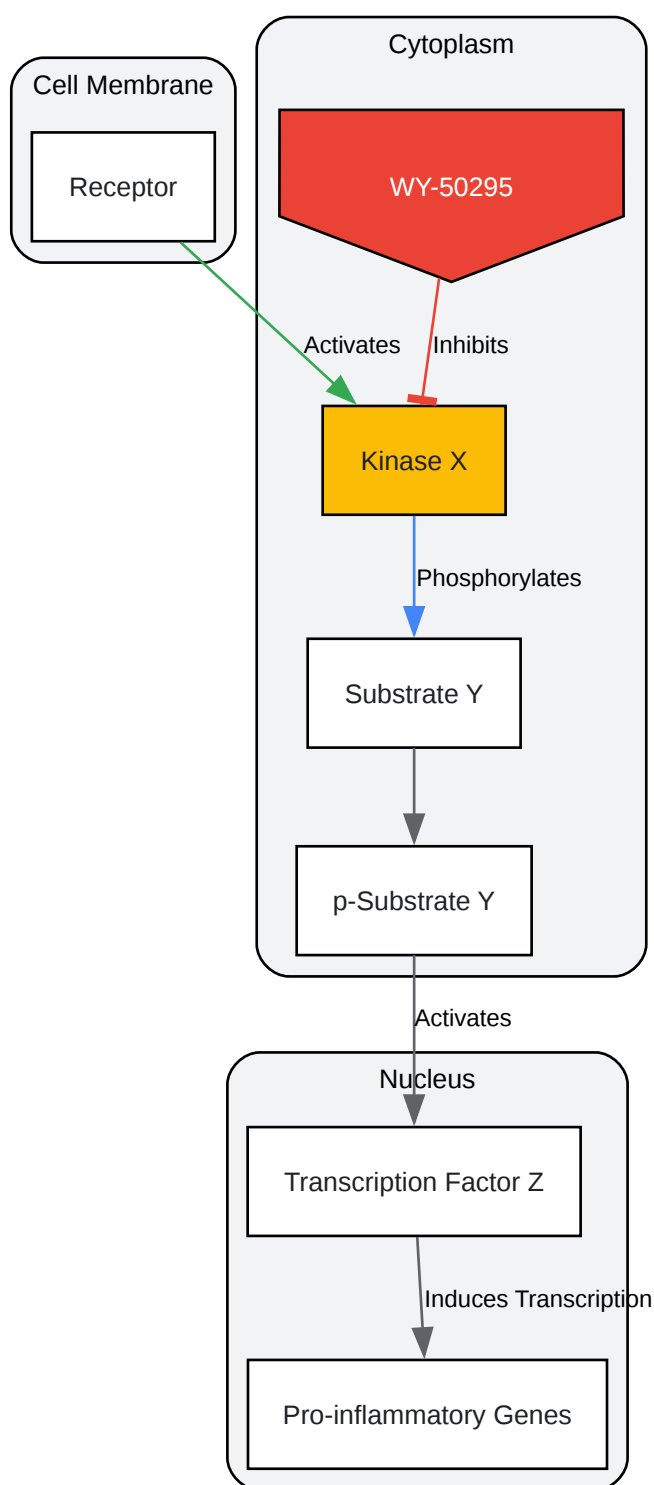 Cytoplasm
Cell Membrane
Receptor
WY-50295
Activates
Inhibits
Kinase X
Phosphorylates
Substrate Y
p-Substrate Y
Activates
Nucleus
Transcription Factor Z
Induces Transcription
Pro-inflammatory Genes